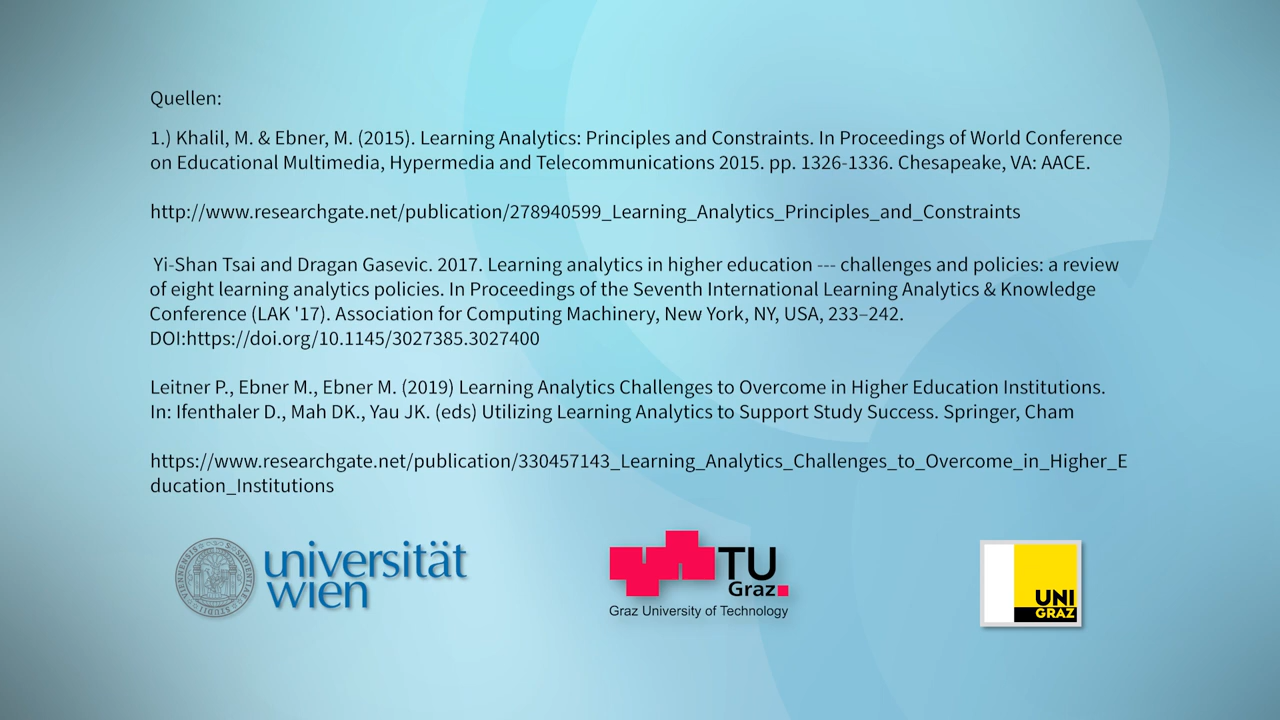 Quellen:
1.) Khalil, M. & Ebner, M. (2015). Learning Analytics: Principles and Constraints. In Proceedings of World Conference
on Educational Multimedia, Hypermedia and Telecommunications 2015. pp. 1326-1336. Chesapeake, VA: AACE.
http://www.researchgate.net/publication/278940599_Learning_Analytics_Principles_and_Constraints
Yi-Shan Tsai and Dragan Gasevic. 2017. Learning analytics in higher education --- challenges and policies: a review
of eight learning analytics policies. In Proceedings of the Seventh International Learning Analytics & Knowledge
Conference (LAK '17). Association for Computing Machinery, New York, NY, USA, 233–242.
DOI:https://doi.org/10.1145/3027385.3027400
Leitner P., Ebner M., Ebner M. (2019) Learning Analytics Challenges to Overcome in Higher Education Institutions.
In: Ifenthaler D., Mah DK., Yau JK. (eds) Utilizing Learning Analytics to Support Study Success. Springer, Cham
https://www.researchgate.net/publication/330457143_Learning_Analytics_Challenges_to_Overcome_in_Higher_E
ducation_Institutions
universität
wien
TU
Graz
Graz University of Technology
UNI
GRAZ